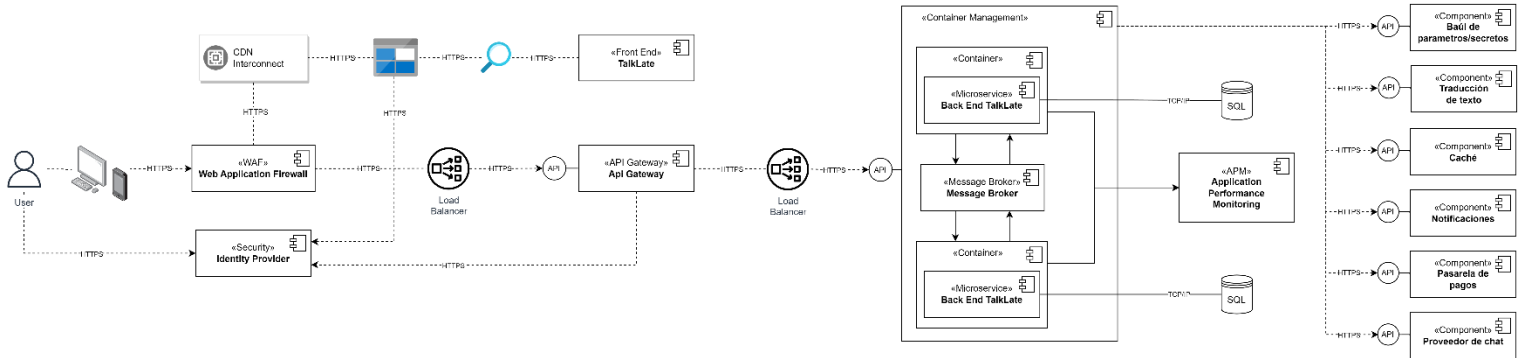 User
HTTPS
«WAF»
Web Application Firewall
HTTPS
CDN
Interconnect
HTTPS
HTTPS
HTTPS
HTTPS
«Front End»
TalkLate
HTTPS
Load
Balancer
HTTPS
API
«API Gateway»
Api Gateway
HTTPS
«Security»
Identity Provider
HTTPS
HTTPS
Load
Balancer
HTTPS
API
«Container Management»
«Container»
«Microservice»
Back End TalkLate
TCP/IP
SQL
«Message Broker»
Message Broker
«Container»
«Microservice»
Back End TalkLate
TCP/IP
SQL
«APM»
Application
Performance
Monitoring
HTTPS
API
«Component»
Baúl de
parametros/secretos
HTTPS
API
«Component»
Traducción
de texto
HTTPS
API
«Component»
Caché
HTTPS
API
«Component»
Notificaciones
HTTPS
API
«Component»
Pasarela de
pagos
HTTPS
API
«Component»
Proveedor de chat